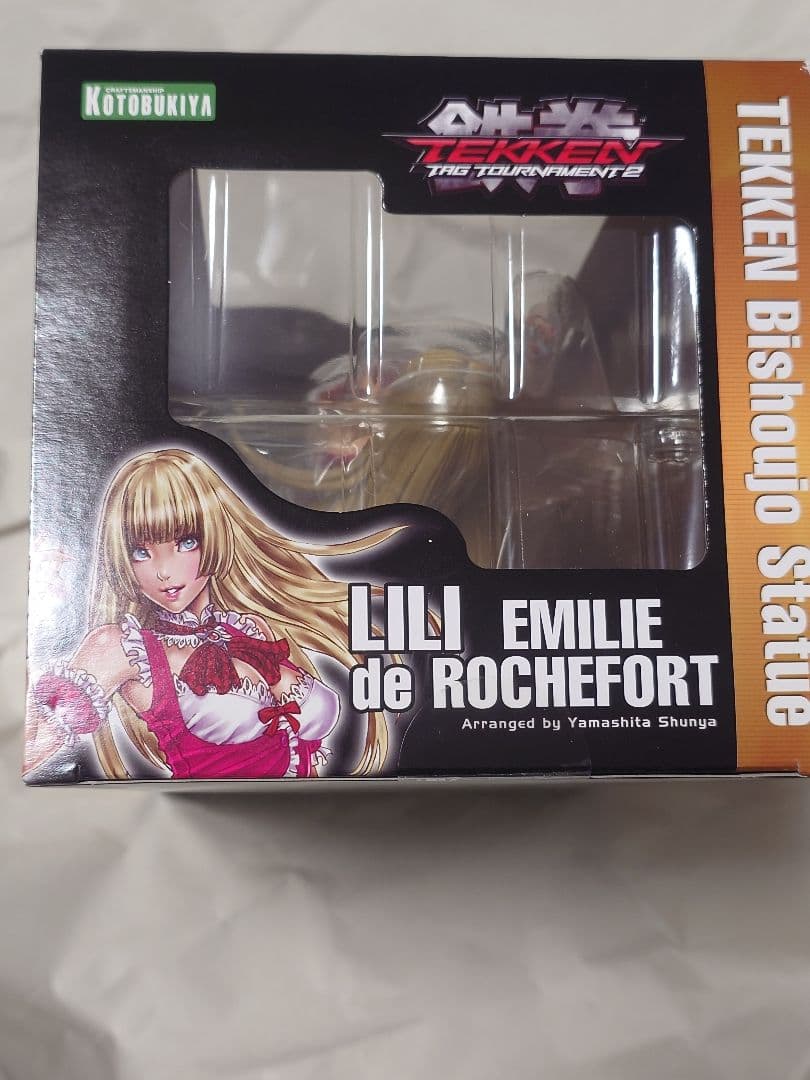 CRAFTSMANSHIP
KOTOBUKIYA
鉄拳
TEKKEN
TAG TOURNAMENT 2
TEKKEN Bishoujo Statue
LILI EMILIE
de ROCHEFORT
Arranged by Yamashita Shunya